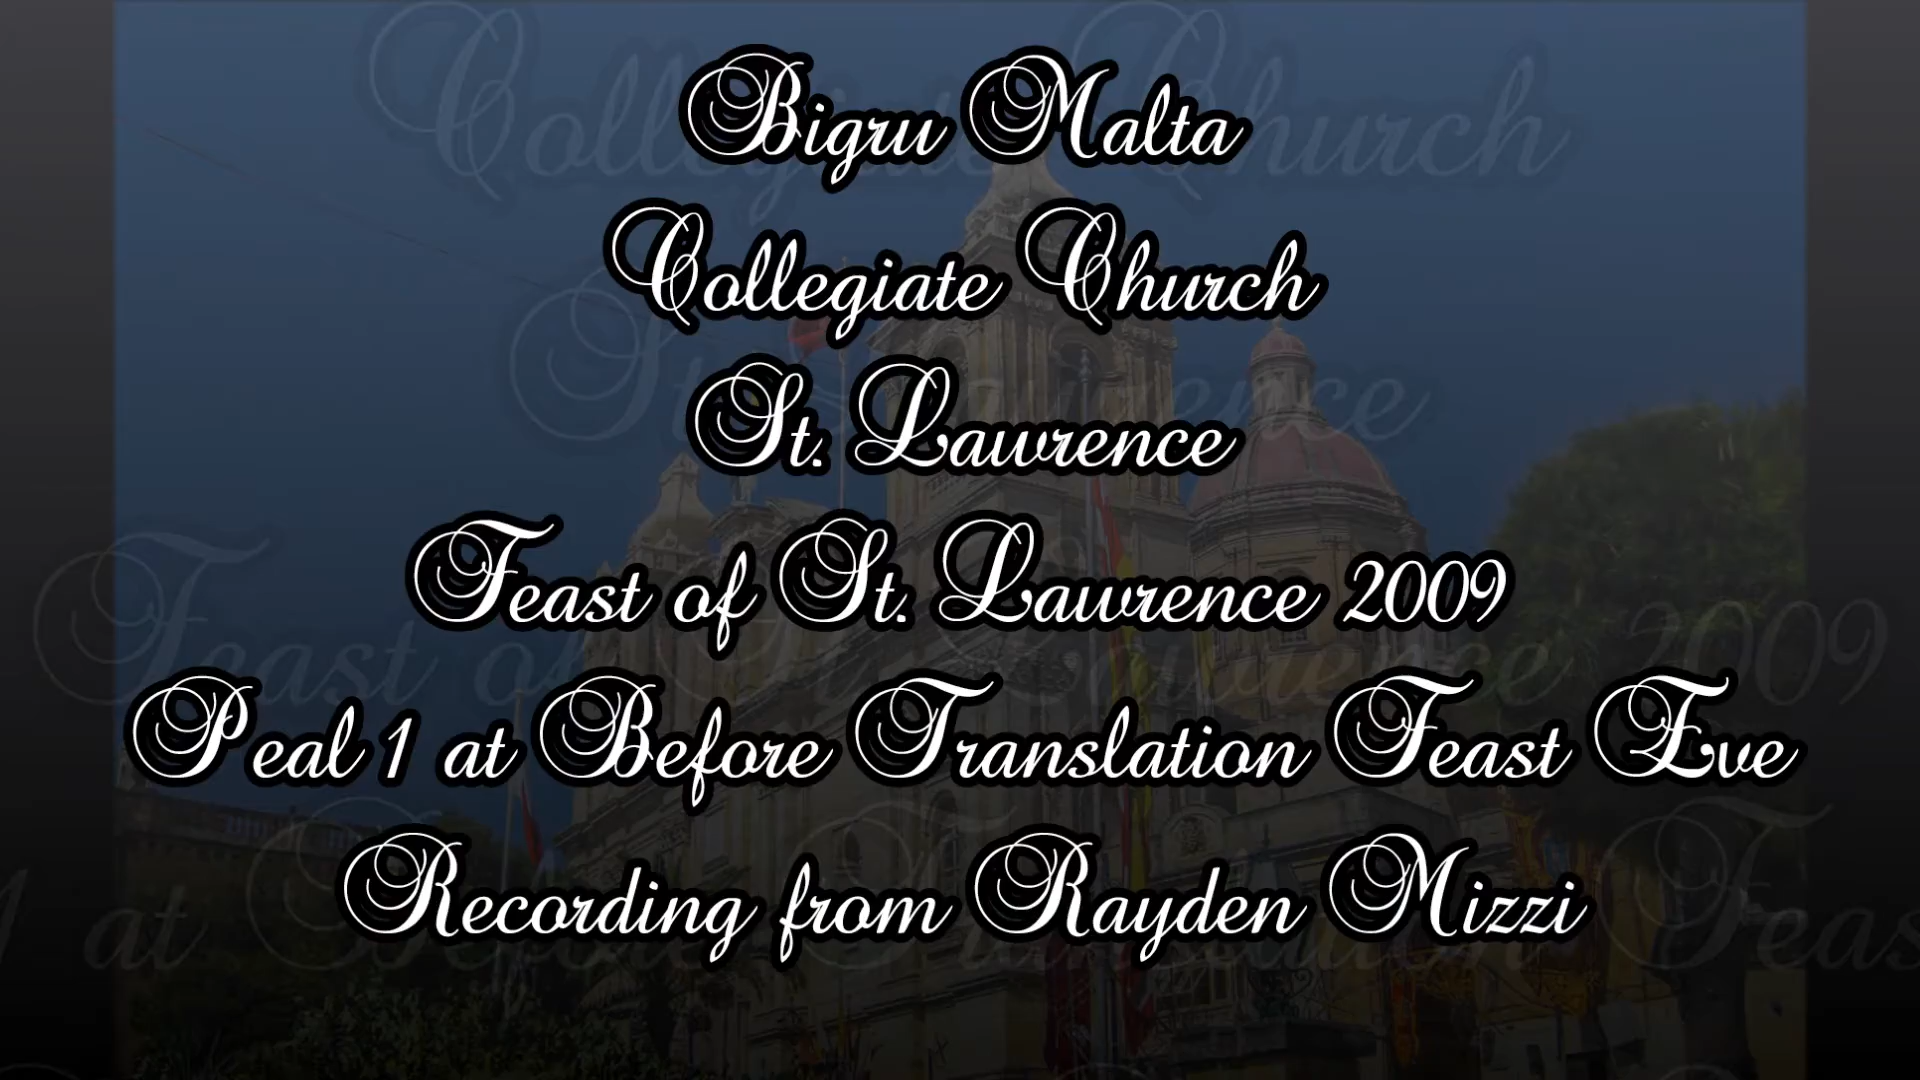 Bigru Malta
Collegiate Church
St. Lawrence
Feast of St. Lawrence 2009
Peal 1 at Before Translation Feast Eve
Recording from Rayden Mizzi